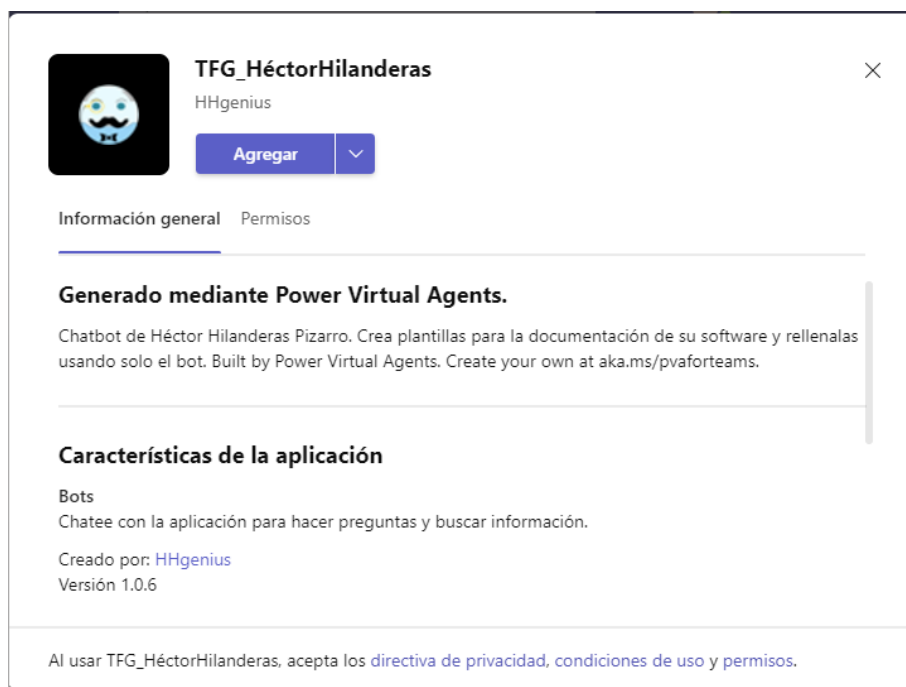 TFG_HéctorHilanderas
HHgenius
Agregar
Información general Permisos
Generado mediante Power Virtual Agents.
Chatbot de Héctor Hilanderas Pizarro. Crea plantillas para la documentación de su software y rellenalas
usando solo el bot. Built by Power Virtual Agents. Create your own at aka.ms/pvaforteams.
Características de la aplicación
Bots
Chatee con la aplicación para hacer preguntas y buscar información.
Creado por: HHgenius
Versión 1.0.6
Al usar TFG_HéctorHilanderas, acepta los directiva de privacidad, condiciones de uso y permisos.